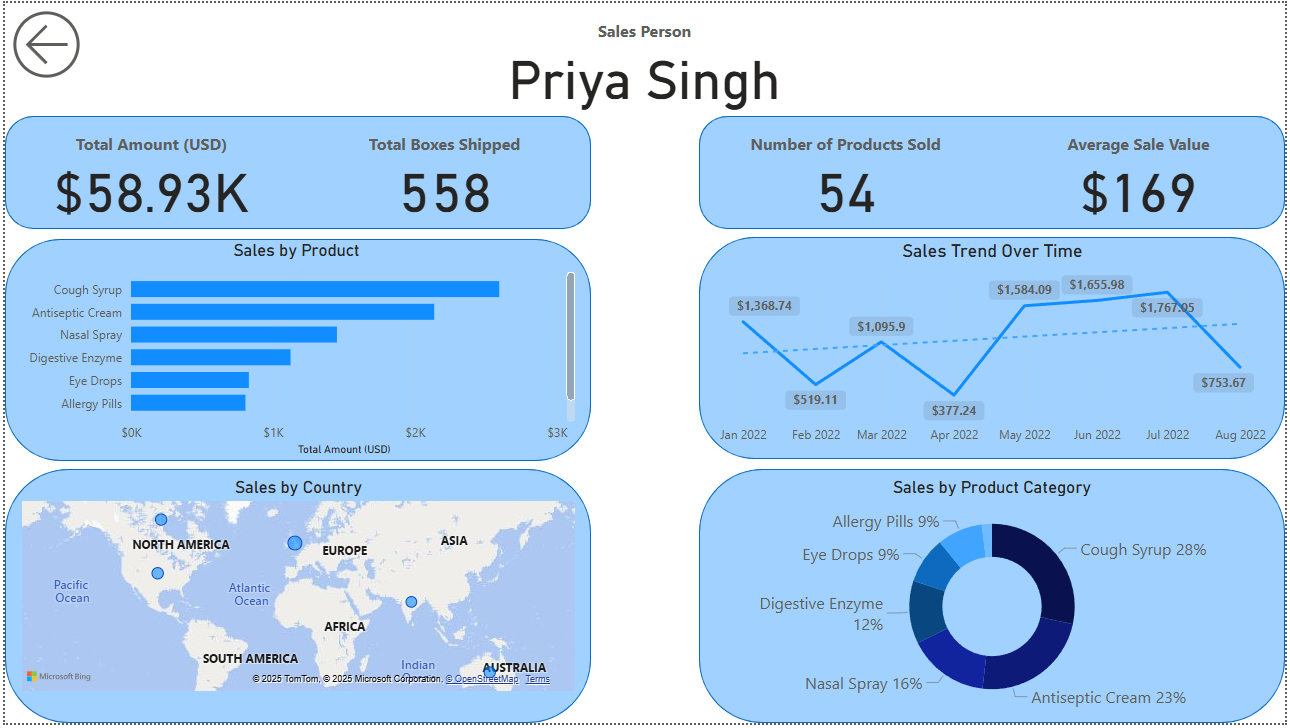 Sales Person
Priya Singh
Total Amount (USD)
$58.93K
Total Boxes Shipped
558
Number of Products Sold
54
Average Sale Value
$169
Sales by Product
Cough Syrup
Antiseptic Cream
Nasal Spray
Digestive Enzyme
Eye Drops
Allergy Pills
$0K
$1K
$2K
$3K
Total Amount (USD)
Sales Trend Over Time
$1,368.74
$519.11
$1,095.9
$377.24
$1,584.09
$1,655.98
$1,767.05
$753.67
Jan 2022
Feb 2022
Mar 2022
Apr 2022
May 2022
Jun 2022
Jul 2022
Aug 2022
Sales by Country
NORTH AMERICA
EUROPE
ASIA
Pacific
Ocean
Atlantic
Ocean
AFRICA
SOUTH AMERICA
Indian
AUSTRALIA
Microsoft Bing
© 2025 TomTom, © 2025 Microsoft Corporation, © OpenStreetMap Terms
Sales by Product Category
Allergy Pills 9%
Eye Drops 9%
Digestive Enzyme
12%
Nasal Spray 16%
Cough Syrup 28%
Antiseptic Cream 23%